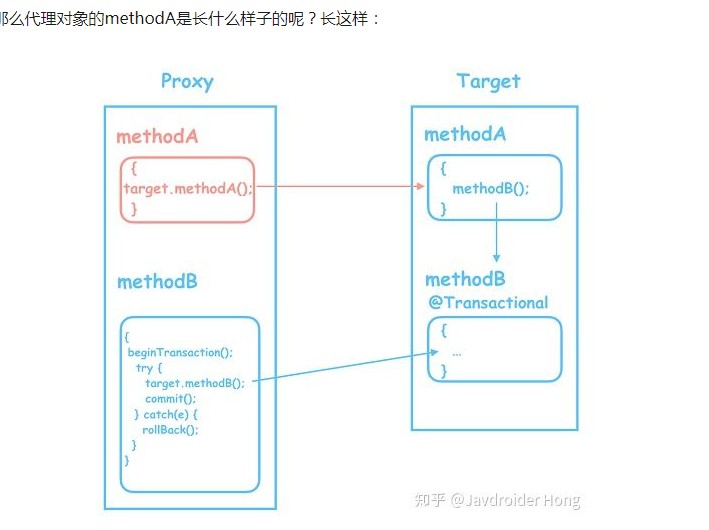 那么代理对象的methodA是长什么样子的呢？长这样：
Proxy
methodA
{
target.methodA();
}
methodB
{
beginTransaction();
try {
target.methodB();
commit();
} catch(e) {
rollBack();
}
}
Target
methodA
{
methodB();
}
methodB
@Transactional
{
...
}
知乎 @Javdroider Hong